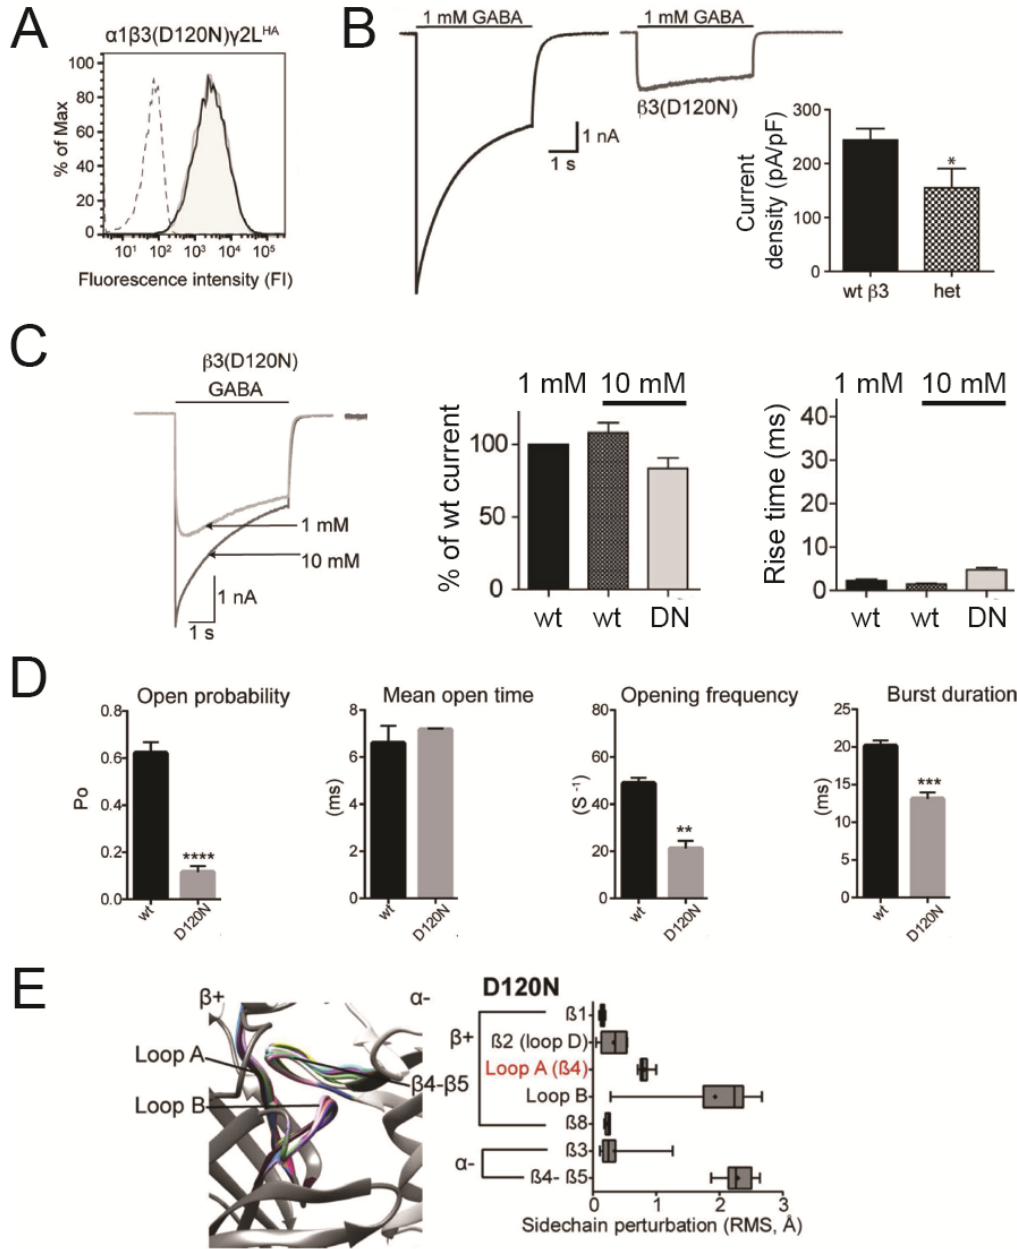 A
α1β3(D120N)γ2L^HA
% of Max
100
80
60
40
20
0
10^1 10^2 10^3 10^4 10^5
Fluorescence intensity (FI)
B
1 mM GABA
1 mM GABA
β3(D120N)
1 nA
1 s
Current
density (pA/pF)
300
200
100
0
*
wt β3 het
C
β3(D120N)
GABA
1 mM
10 mM
1 nA
1 s
1 mM 10 mM
% of wt current
100
50
0
wt wt DN
1 mM 10 mM
Rise time (ms)
40
30
20
10
0
wt wt DN
D
Open probability
Po
0.8
0.6
0.4
0.2
0.0
****
wt D120N
Mean open time
(ms)
8
6
4
2
0
wt D120N
Opening frequency
(S^-1)
80
60
40
20
0
**
wt D120N
Burst duration
(ms)
25
20
15
10
5
0
***
wt D120N
E
β+ α-
Loop A
Loop B
β4-β5
D120N
β+
ß1
ß2 (loop D)
Loop A (ß4)
Loop B
ß8
α-
ß3
ß4- ß5
0 1 2 3
Sidechain perturbation (RMS, Å)